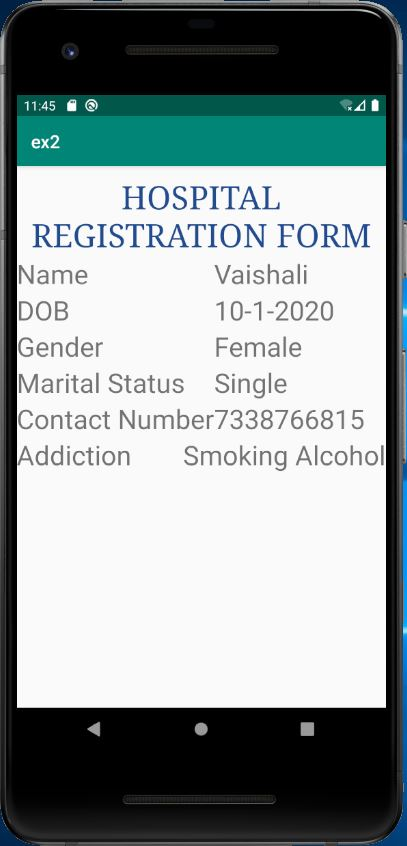 11:45
ex2
HOSPITAL
REGISTRATION FORM
Name Vaishali
DOB 10-1-2020
Gender Female
Marital Status Single
Contact Number 7338766815
Addiction Smoking Alcohol